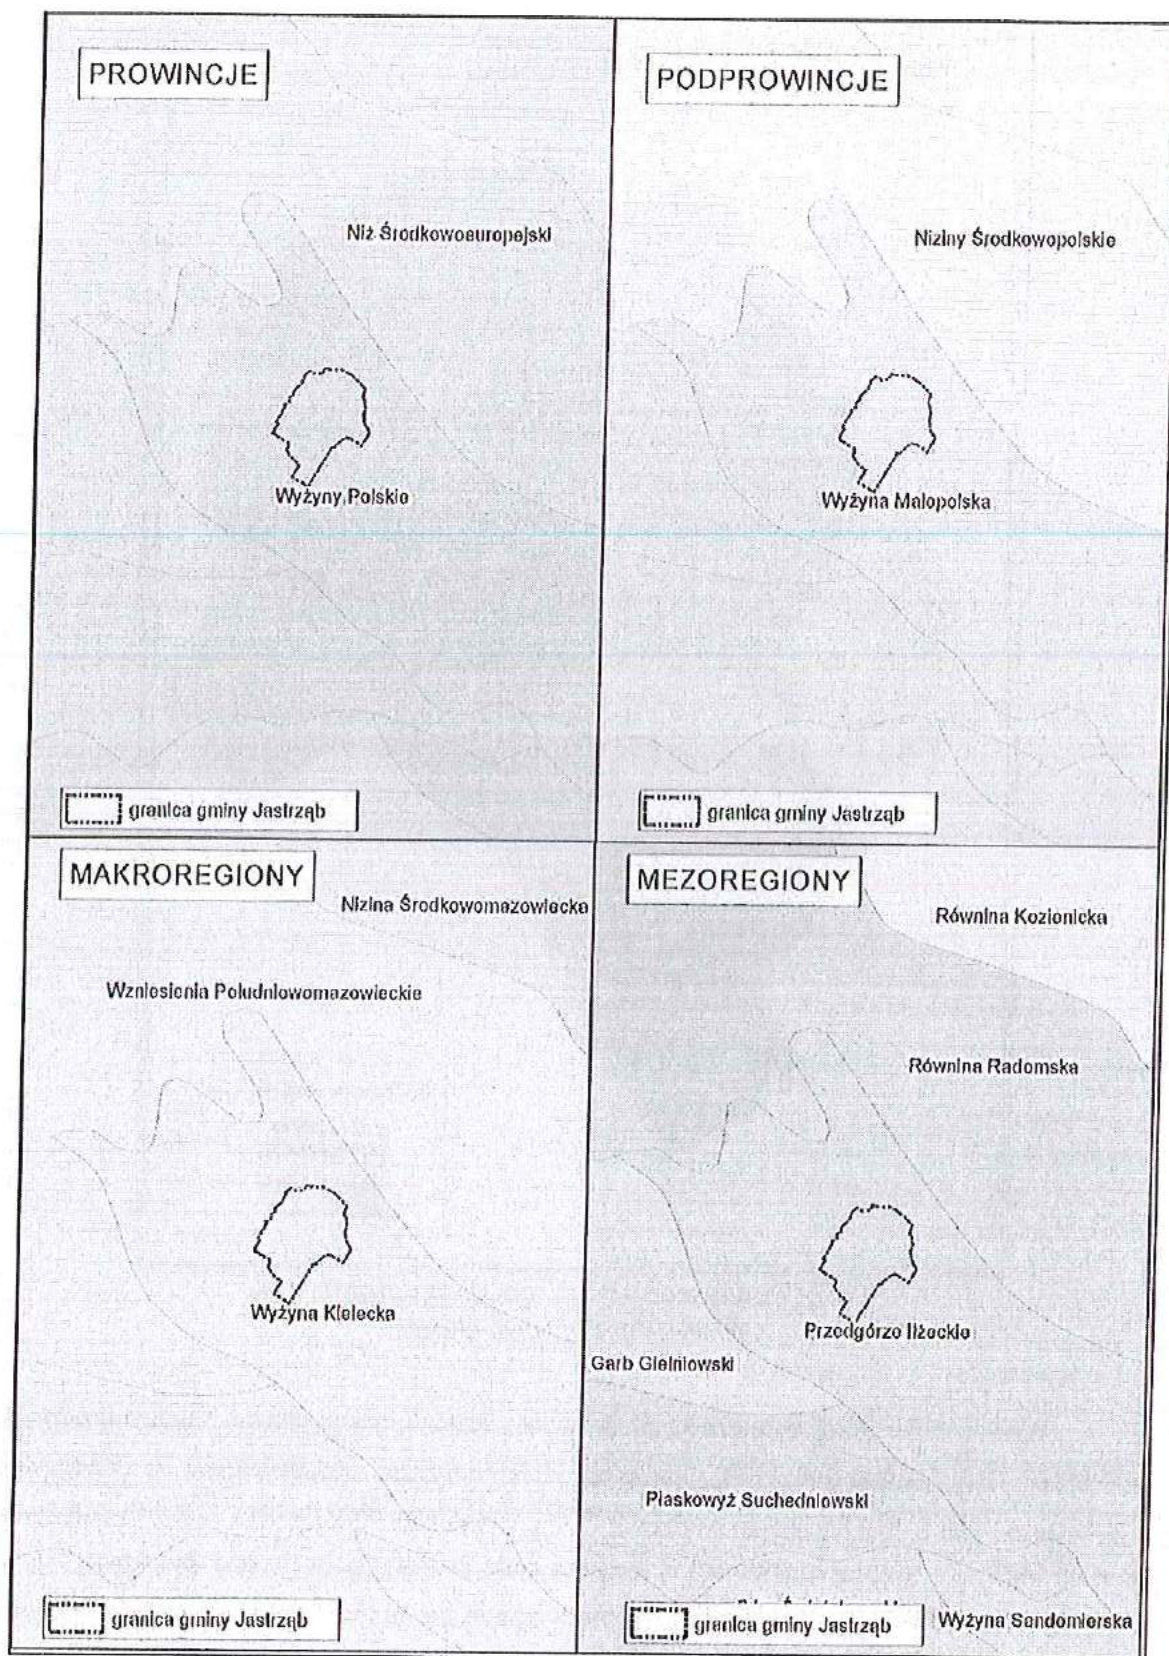 PROWINCJE
Niż Środkowoeuropejski
Wyżyny Polskie
granica gminy Jastrząb
PODPROWINCJE
Niziny Środkowopolskie
Wyżyna Małopolska
granica gminy Jastrząb
MAKROREGIONY
Nizina Środkowomazowiecka
Wzniesienia Południowomazowieckie
Wyżyna Kielecka
granica gminy Jastrząb
MEZOREGIONY
Równina Kozienicka
Równina Radomska
Przedgórze Iłżeckie
Garb Gielniowski
Płaskowyż Suchedniowski
granica gminy Jastrząb
Wyżyna Sandomierska